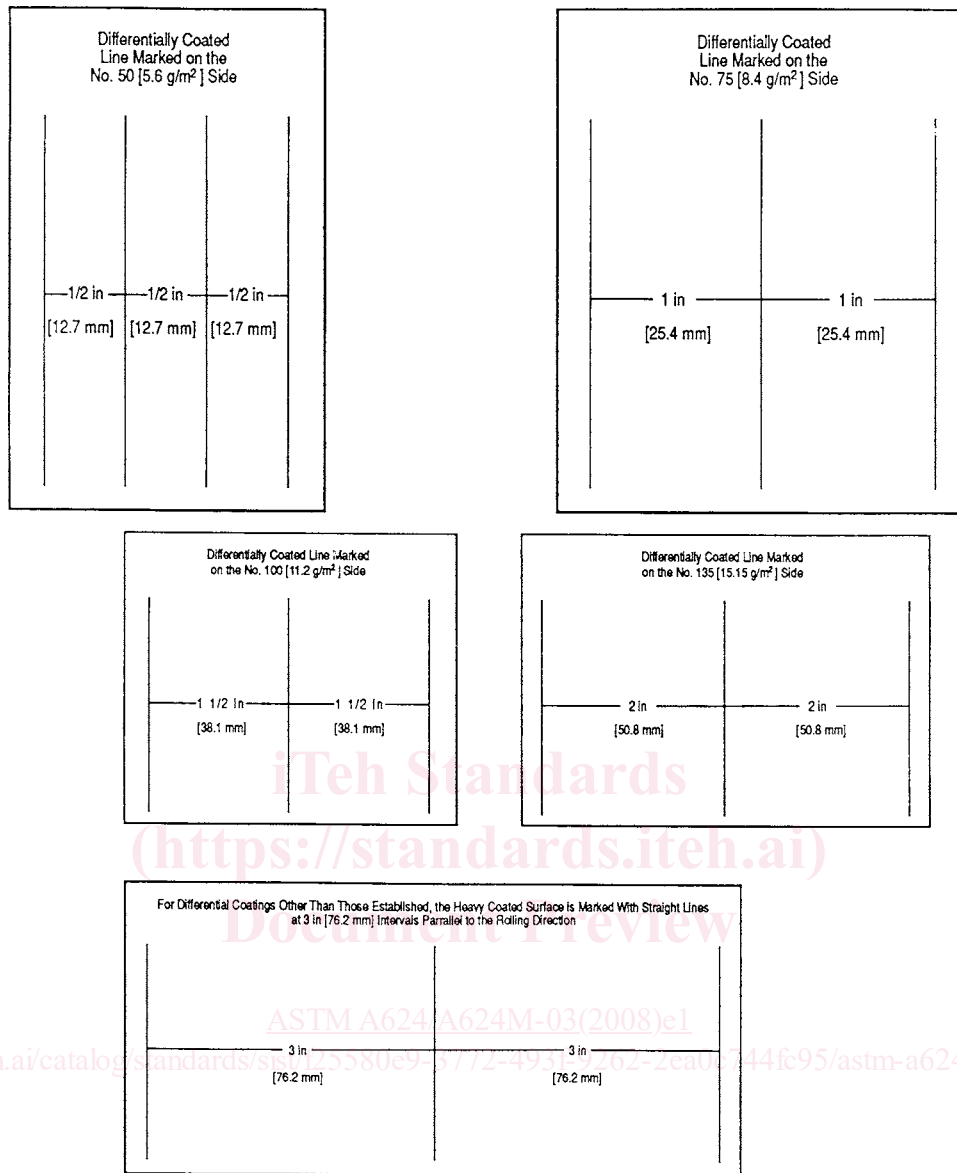 Differentially Coated
Line Marked on the
No. 50 [5.6 g/m²] Side
1/2 in 1/2 in 1/2 in
[12.7 mm] [12.7 mm] [12.7 mm]
Differentially Coated
Line Marked on the
No. 75 [8.4 g/m²] Side
1 in 1 in
[25.4 mm] [25.4 mm]
Differentially Coated Line Marked
on the No. 100 [11.2 g/m²] Side
1 1/2 in 1 1/2 in
[38.1 mm] [38.1 mm]
Differentially Coated Line Marked
on the No. 135 [15.15 g/m²] Side
2 in 2 in
[50.8 mm] [50.8 mm]
iTeh Standards
(https://standards.iteh.ai)
Document Preview
For Differential Coatings Other Than Those Established, the Heavy Coated Surface is Marked With Straight Lines
at 3 in [76.2 mm] Intervals Parrallel to the Rolling Direction
ASTM A624/A624M-03(2008)e1
3 in 3 in
[76.2 mm] [76.2 mm]